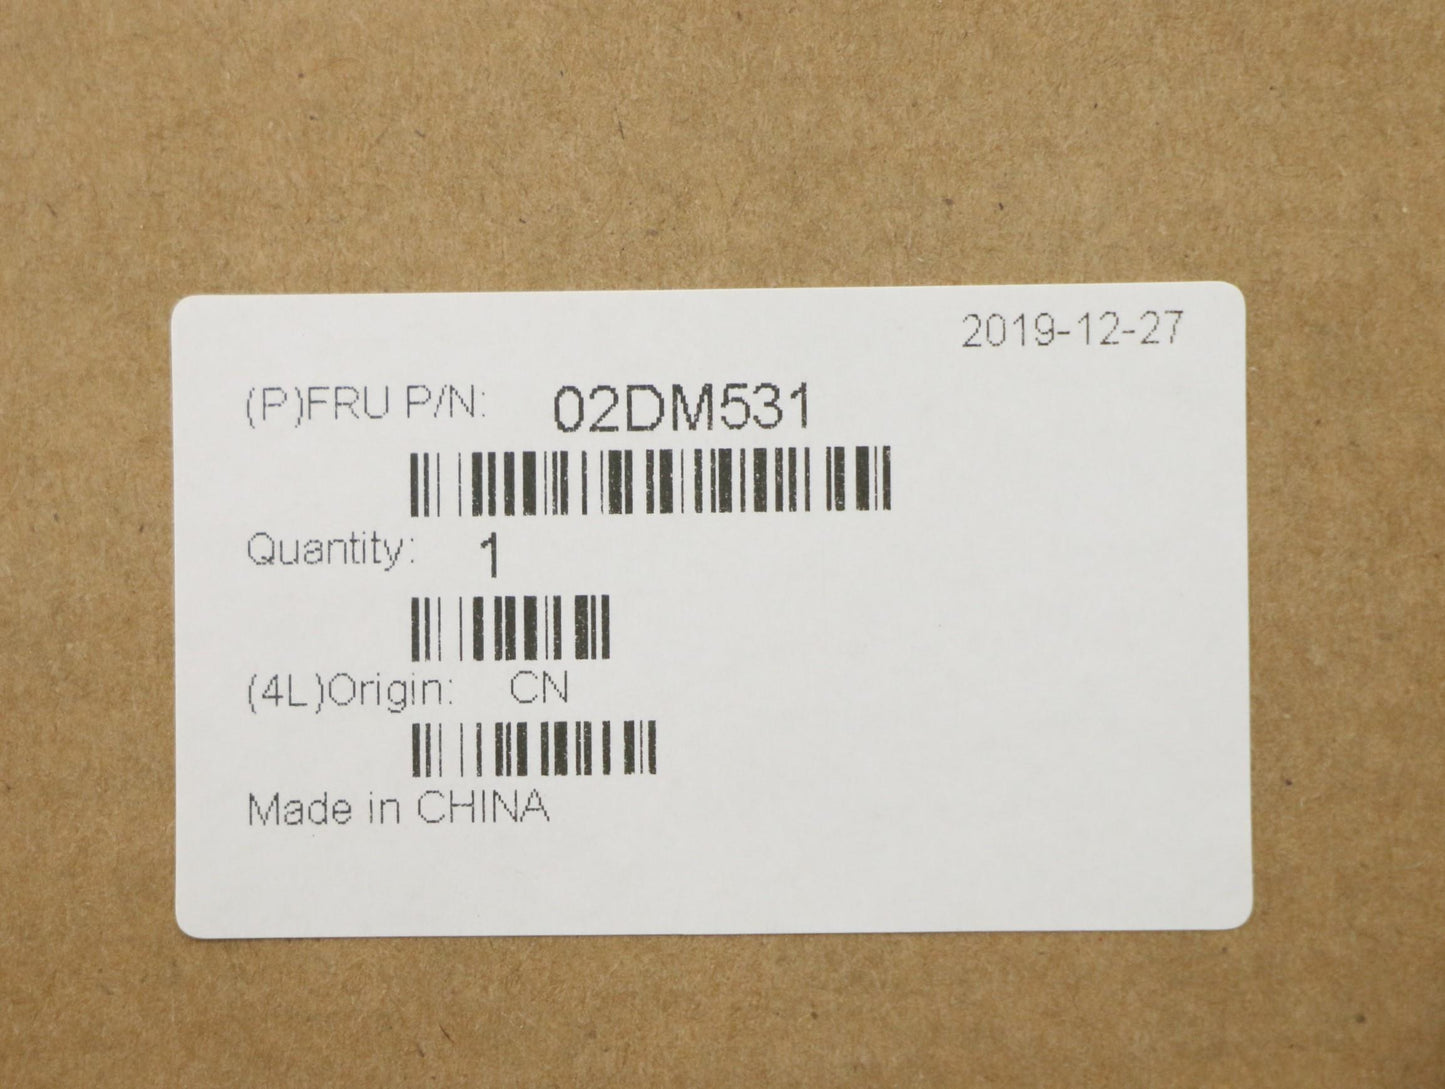 2019-12-27
(P)FRU P/N: 02DM531
Quantity: 1
(4L)Origin: CN
Made in CHINA